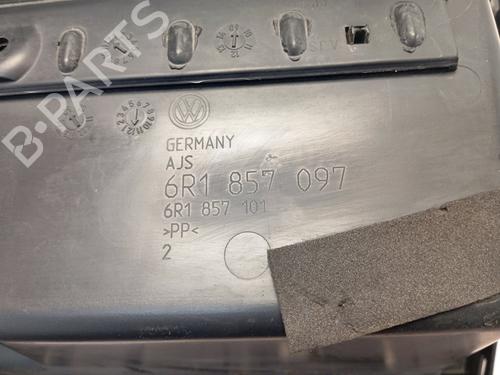 B-PARTS
GERMANY
AJS
6R1 857 097
6R1 857 101
>PP<
2